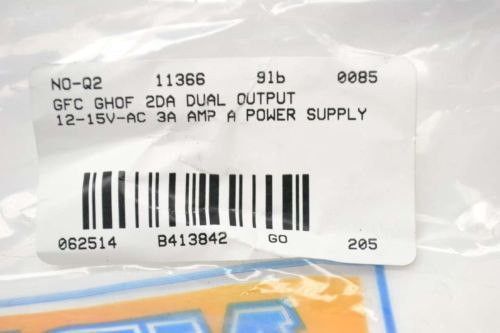 NO-Q2 11366 91b 0085
GFC GHOF 2DA DUAL OUTPUT
12-15V-AC 3A AMP A POWER SUPPLY
062514 B413842 GO 205